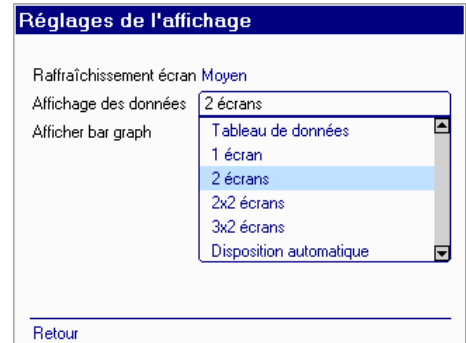 Réglages de l'affichage
Raffraîchissement écran Moyen
Affichage des données 2 écrans
Afficher bar graph
Tableau de données
1 écran
2 écrans
2x2 écrans
3x2 écrans
Disposition automatique
Retour